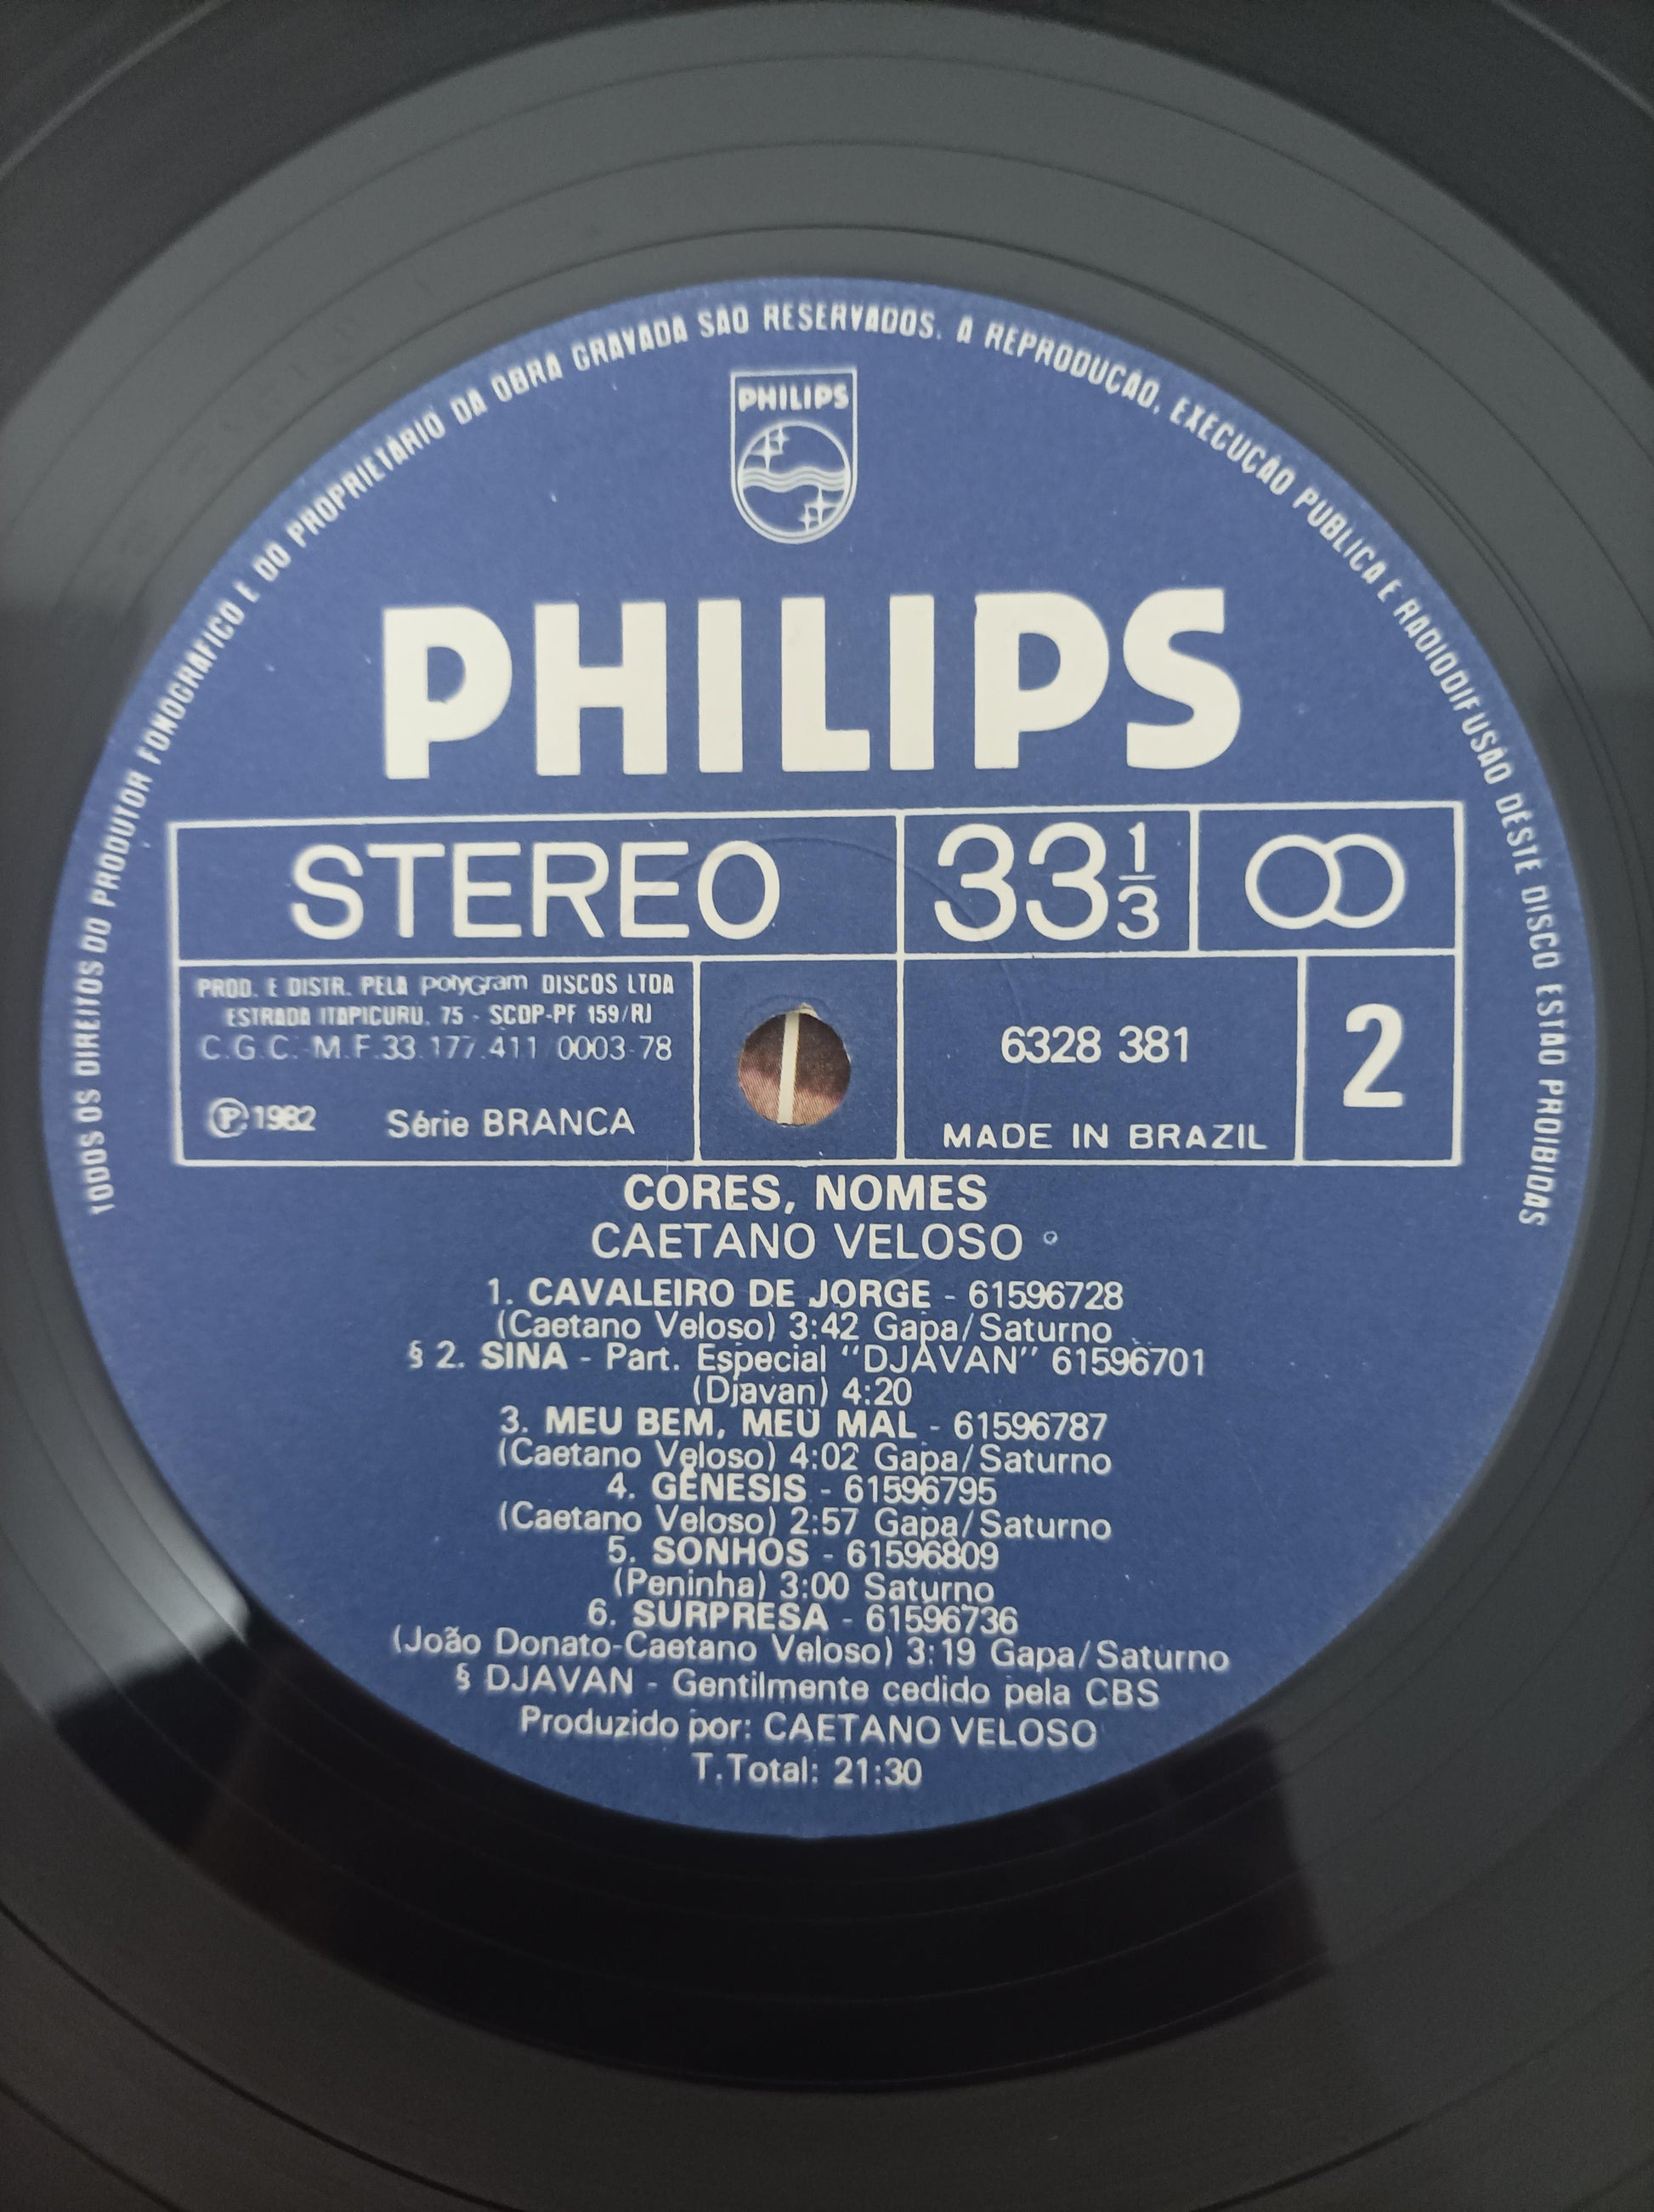 TODOS OS DIREITOS DO PRODUTOR FONOGRAFICO E DO PROPRIETARIO DA OBRA GRAVADA SAO RESERVADOS. A REPRODUÇÃO, EXECUÇÃO PUBLICA E RADIODIFUSÃO DESTE DISCO ESTÃO PROIBIDAS
PHILIPS
PHILIPS
STEREO
33 1/3
PROD. E DISTR. PELA polyGram DISCOS LTDA
ESTRADA ITAPICURU, 75 - SCDP-PF 159/RJ
C.G.C. M.F.33.177.411 0003-78
℗ 1982 Série BRANCA
6328 381
MADE IN BRAZIL
2
CORES, NOMES
CAETANO VELOSO
1. CAVALEIRO DE JORGE - 61596728
(Caetano Veloso) 3:42 Gapa/Saturno
§ 2. SINA - Part. Especial "DJAVAN" 61596701
(Djavan) 4:20
3. MEU BEM, MEU MAL - 61596787
(Caetano Veloso) 4:02 Gapa/Saturno
4. GÊNESIS - 61596795
(Caetano Veloso) 2:57 Gapa/Saturno
5. SONHOS - 61596809
(Peninha) 3:00 Saturno
6. SURPRESA - 61596736
(João Donato-Caetano Veloso) 3:19 Gapa/Saturno
§ DJAVAN - Gentilmente cedido pela CBS
Produzido por: CAETANO VELOSO
T.Total: 21:30